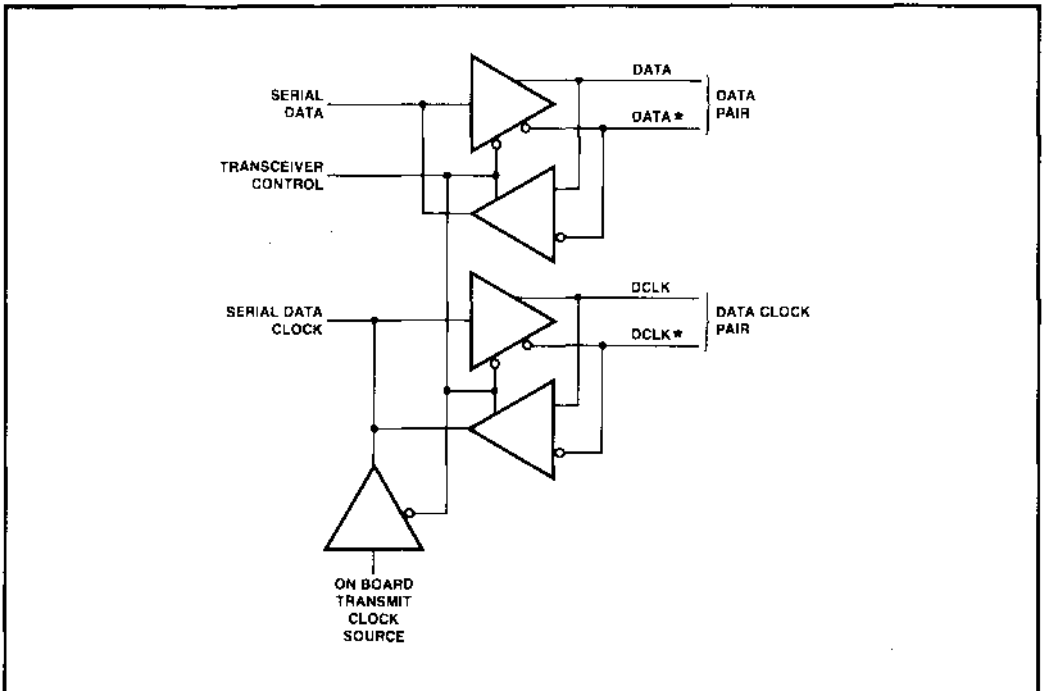 SERIAL
DATA
DATA
DATA*
DATA
PAIR
TRANSCEIVER
CONTROL
SERIAL DATA
CLOCK
DCLK
DCLK*
DATA CLOCK
PAIR
ON BOARD
TRANSMIT
CLOCK
SOURCE